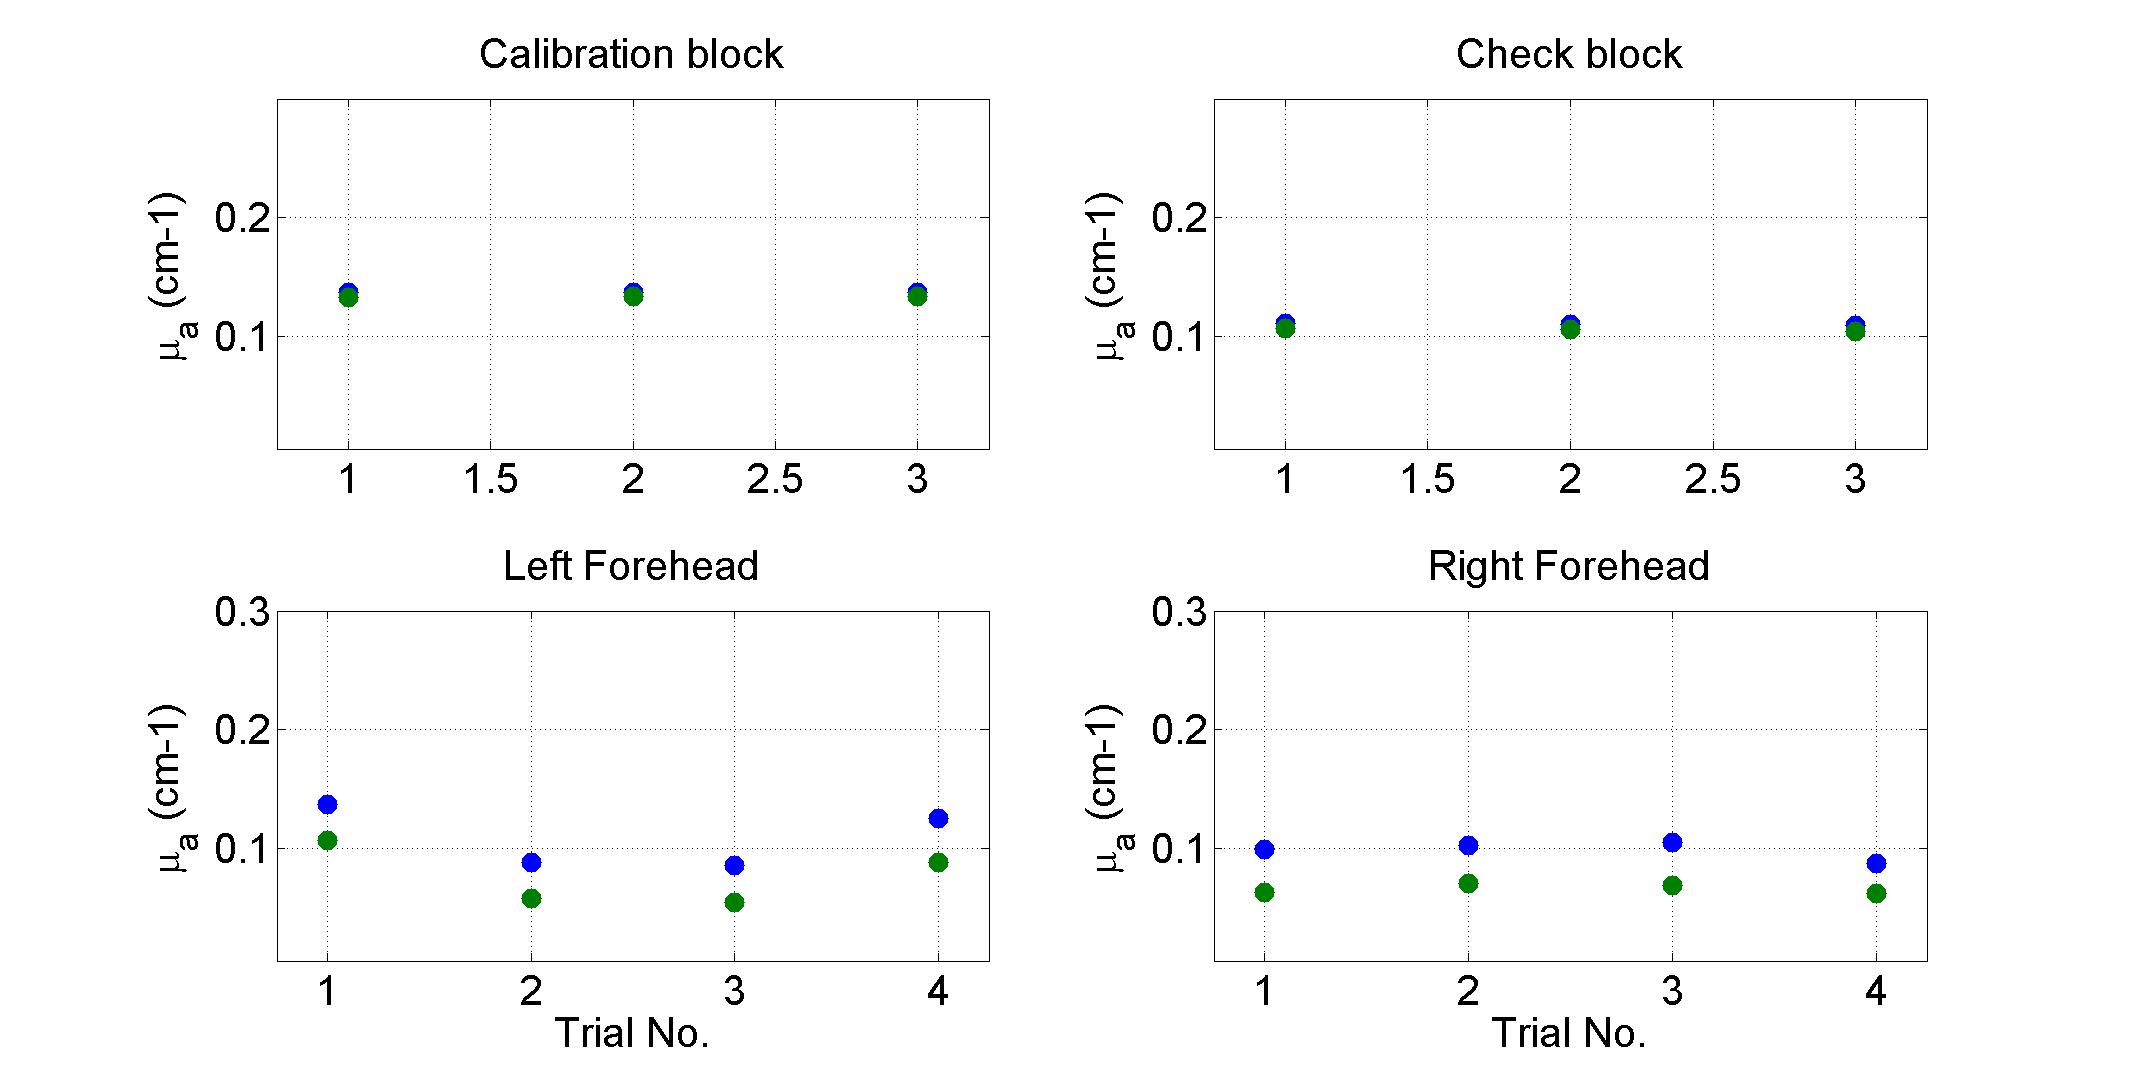 Calibration block
μa (cm-1)
0.2
0.1
1 1.5 2 2.5 3
Check block
μa (cm-1)
0.2
0.1
1 1.5 2 2.5 3
Left Forehead
μa (cm-1)
0.3
0.2
0.1
1 2 3 4
Trial No.
Right Forehead
μa (cm-1)
0.3
0.2
0.1
1 2 3 4
Trial No.